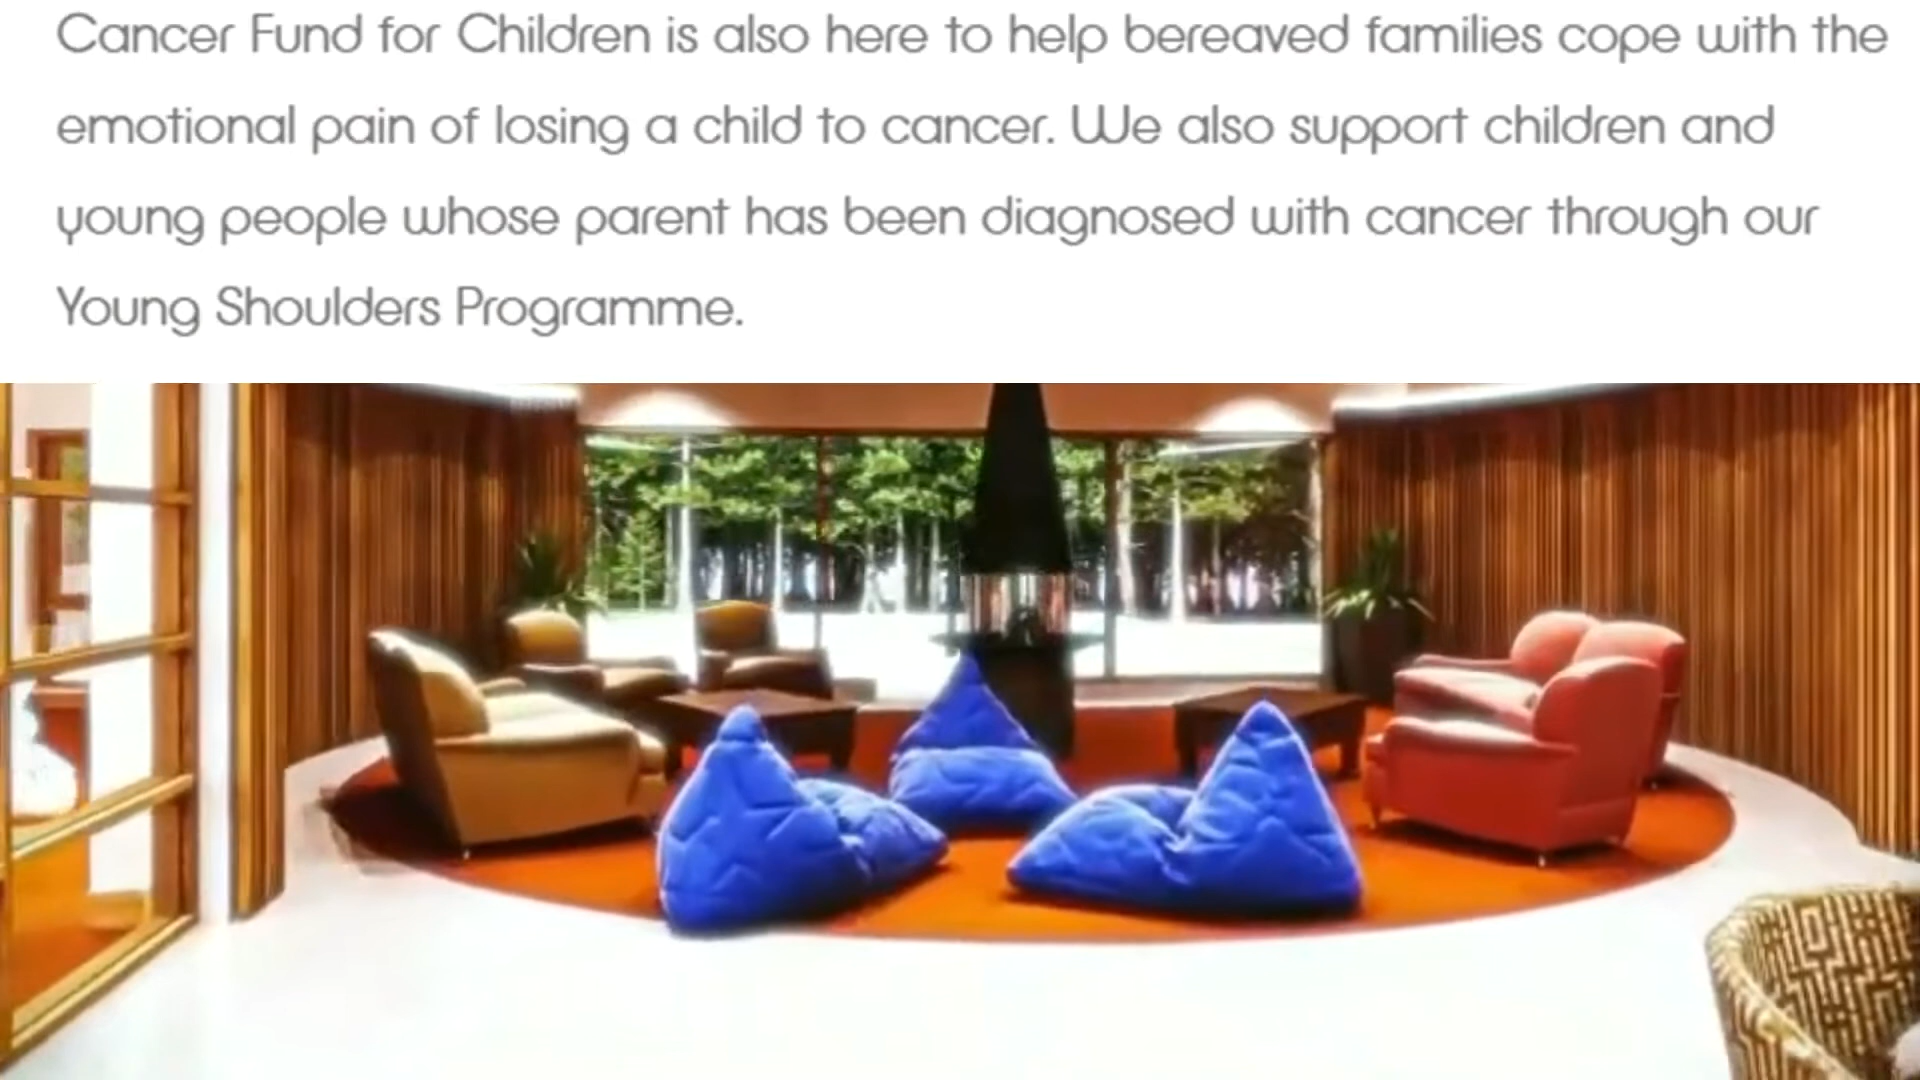 Cancer Fund for Children is also here to help bereaved families cope with the
emotional pain of losing a child to cancer. We also support children and
young people whose parent has been diagnosed with cancer through our
Young Shoulders Programme.